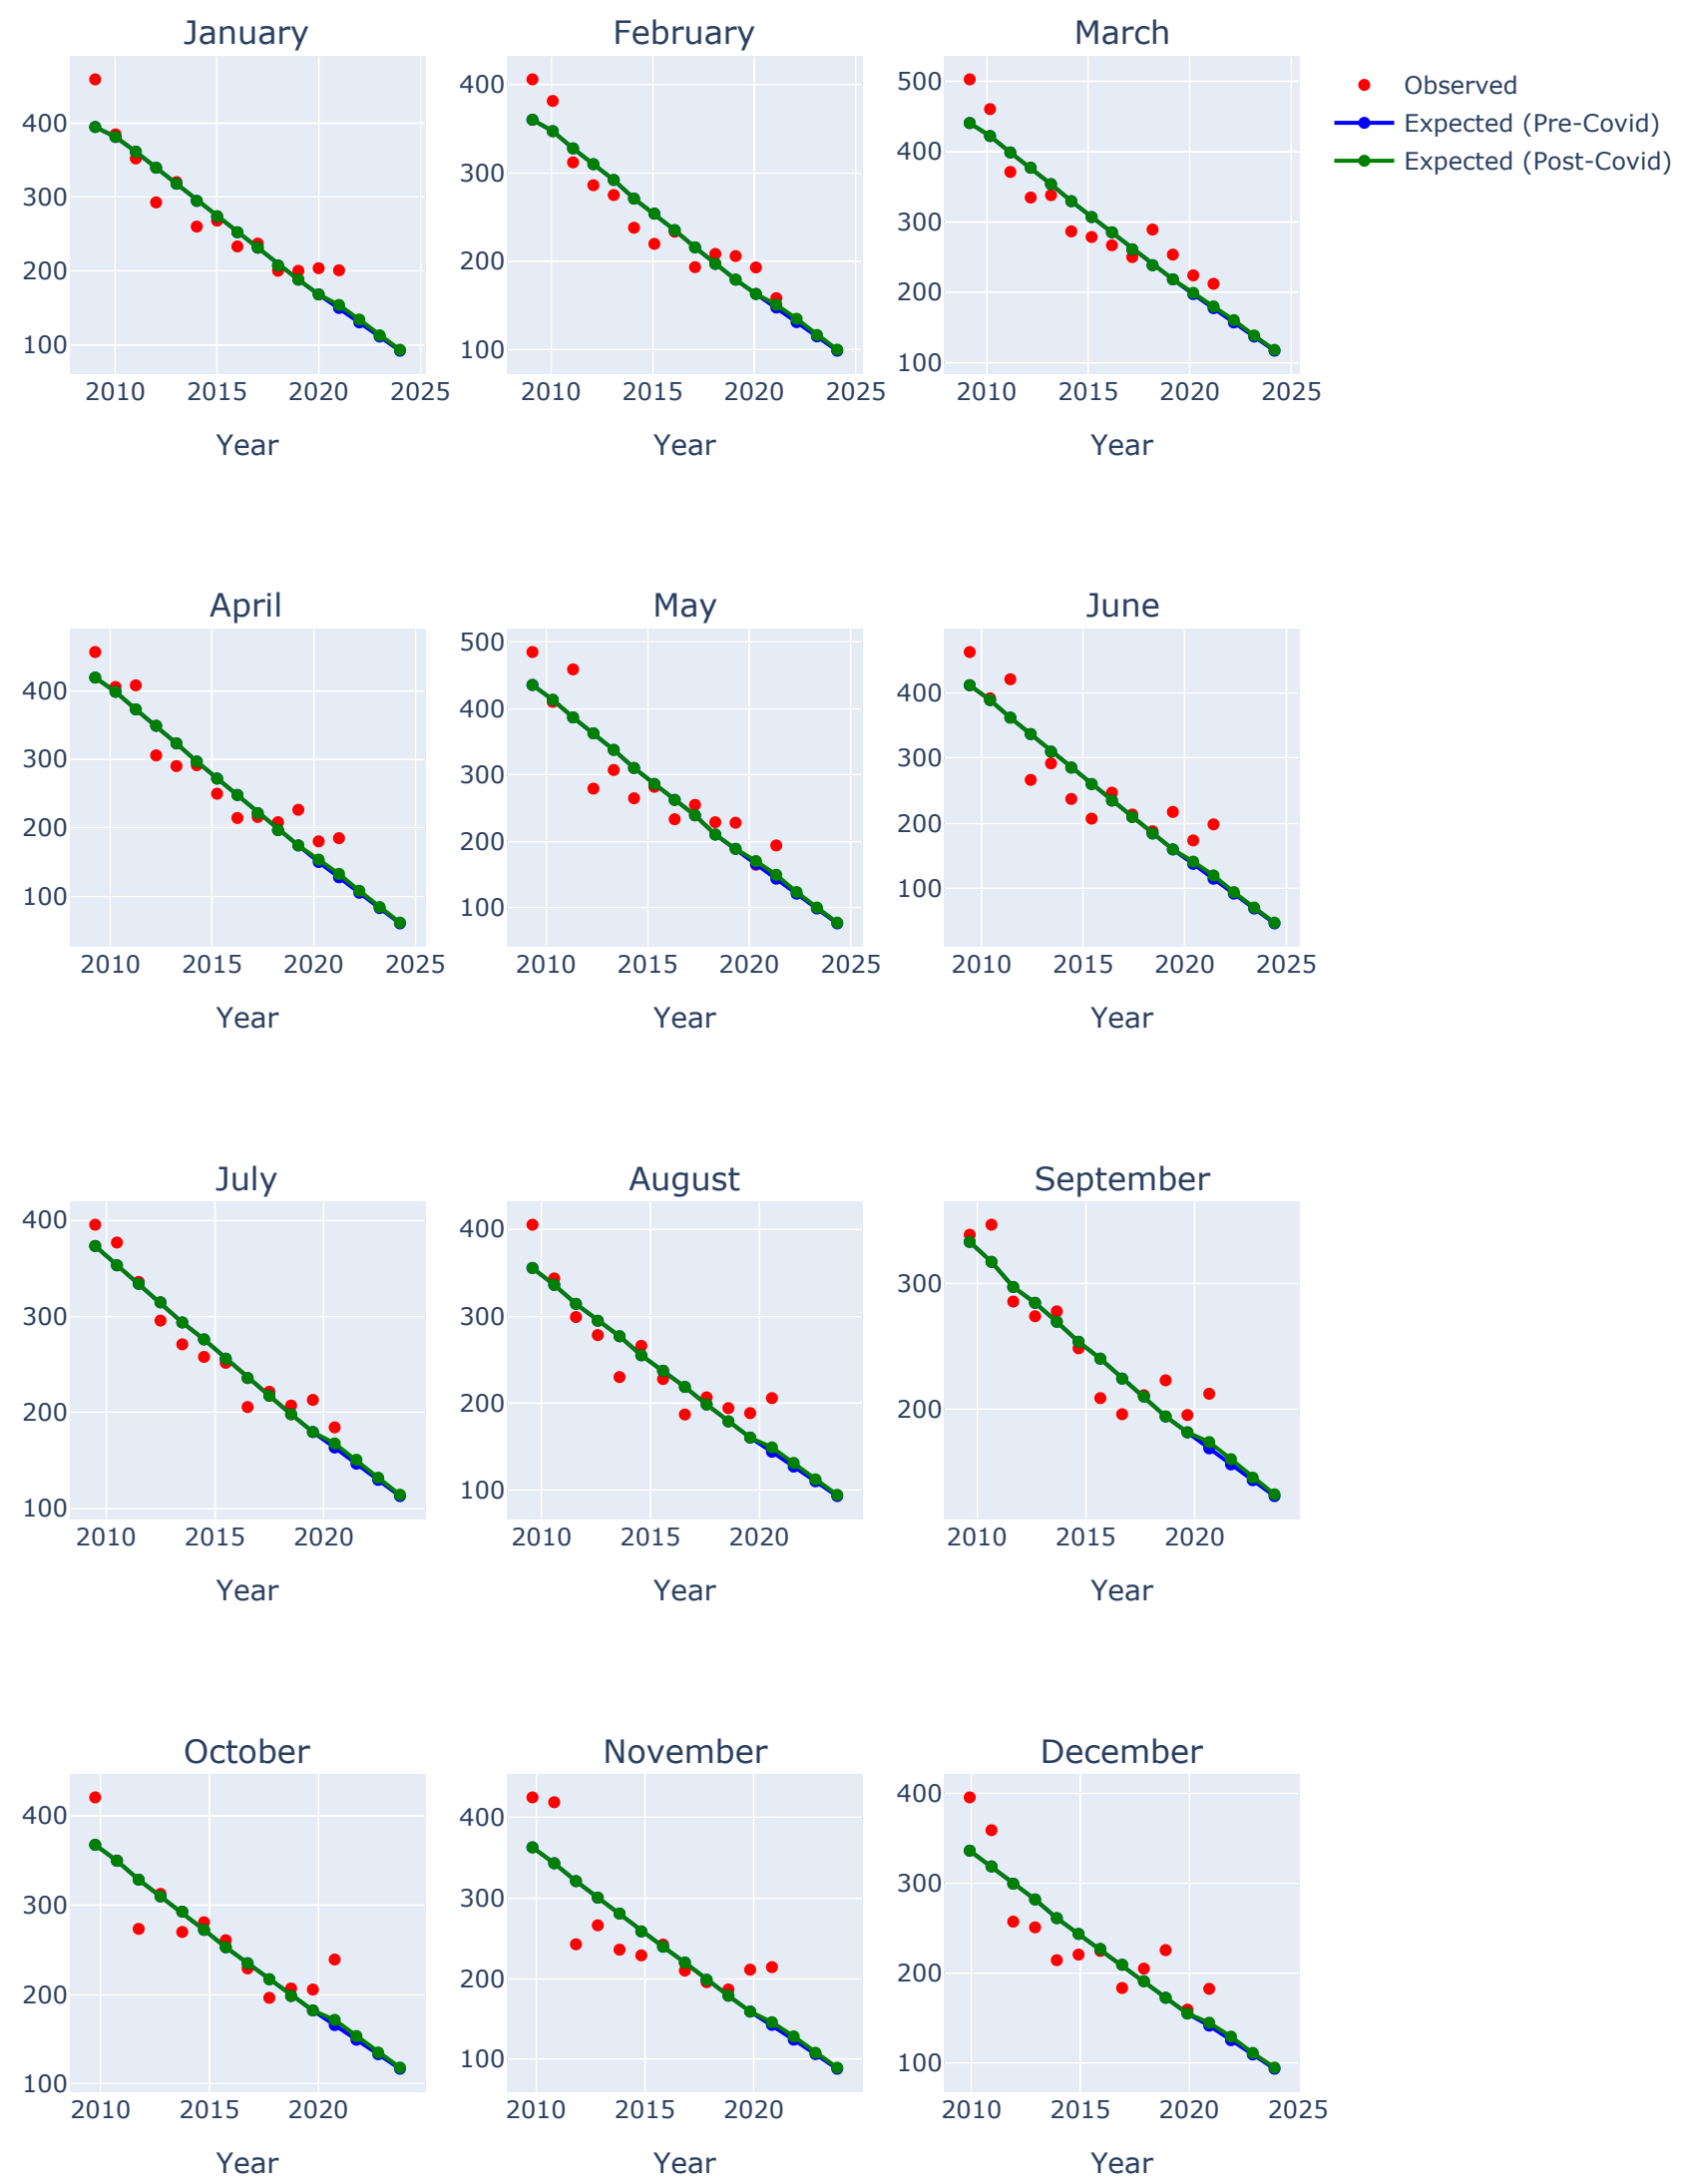 January February March
Observed
Expected (Pre-Covid)
Expected (Post-Covid)
400 300 200 100
400 300 200 100
500 400 300 200 100
2010 2015 2020 2025
2010 2015 2020 2025
2010 2015 2020 2025
Year Year Year
April May June
400 300 200 100
500 400 300 200 100
400 300 200 100
2010 2015 2020 2025
2010 2015 2020 2025
2010 2015 2020 2025
Year Year Year
July August September
400 300 200 100
400 300 200 100
300 200
2010 2015 2020
2010 2015 2020
2010 2015 2020
Year Year Year
October November December
400 300 200 100
400 300 200 100
400 300 200 100
2010 2015 2020
2010 2015 2020
2010 2015 2020 2025
Year Year Year